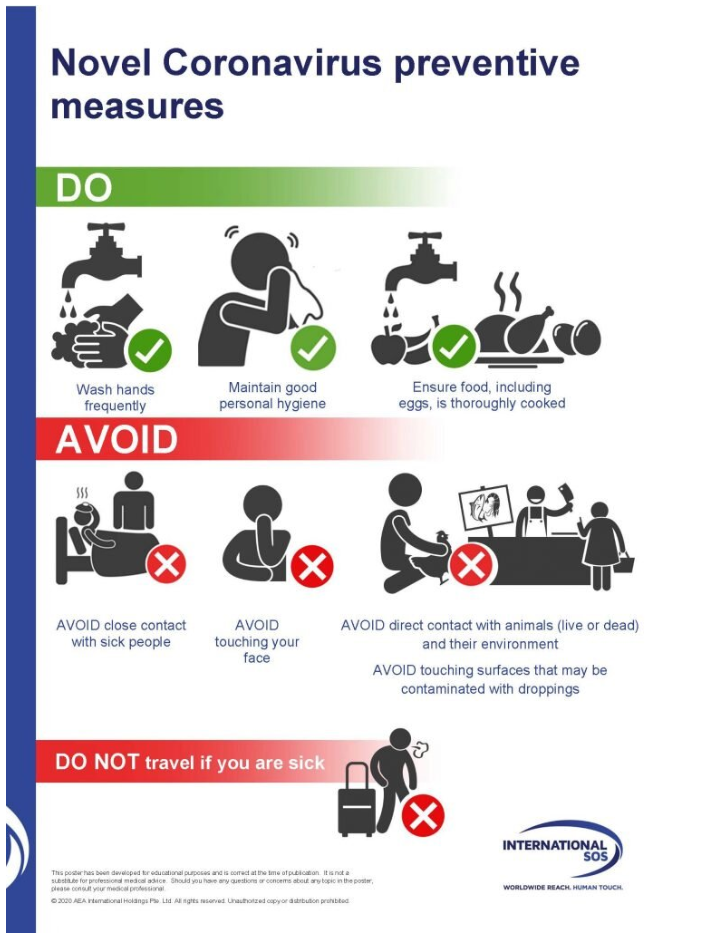 Novel Coronavirus preventive
measures
DO
Wash hands
frequently
Maintain good
personal hygiene
Ensure food, including
eggs, is thoroughly cooked
AVOID
AVOID close contact
with sick people
AVOID
touching your
face
AVOID direct contact with animals (live or dead)
and their environment
AVOID touching surfaces that may be
contaminated with droppings
DO NOT travel if you are sick
INTERNATIONAL
SOS
WORLDWIDE REACH. HUMAN TOUCH.
This poster has been developed for educational purposes and is correct at the time of publication. It is not a
substitute for professional medical advice. Should you have any questions or concerns about any topic in the poster,
please consult your medical professional.
© 2020 AEA International Holdings Pte. Ltd. All rights reserved. Unauthorized copy or distribution prohibited.